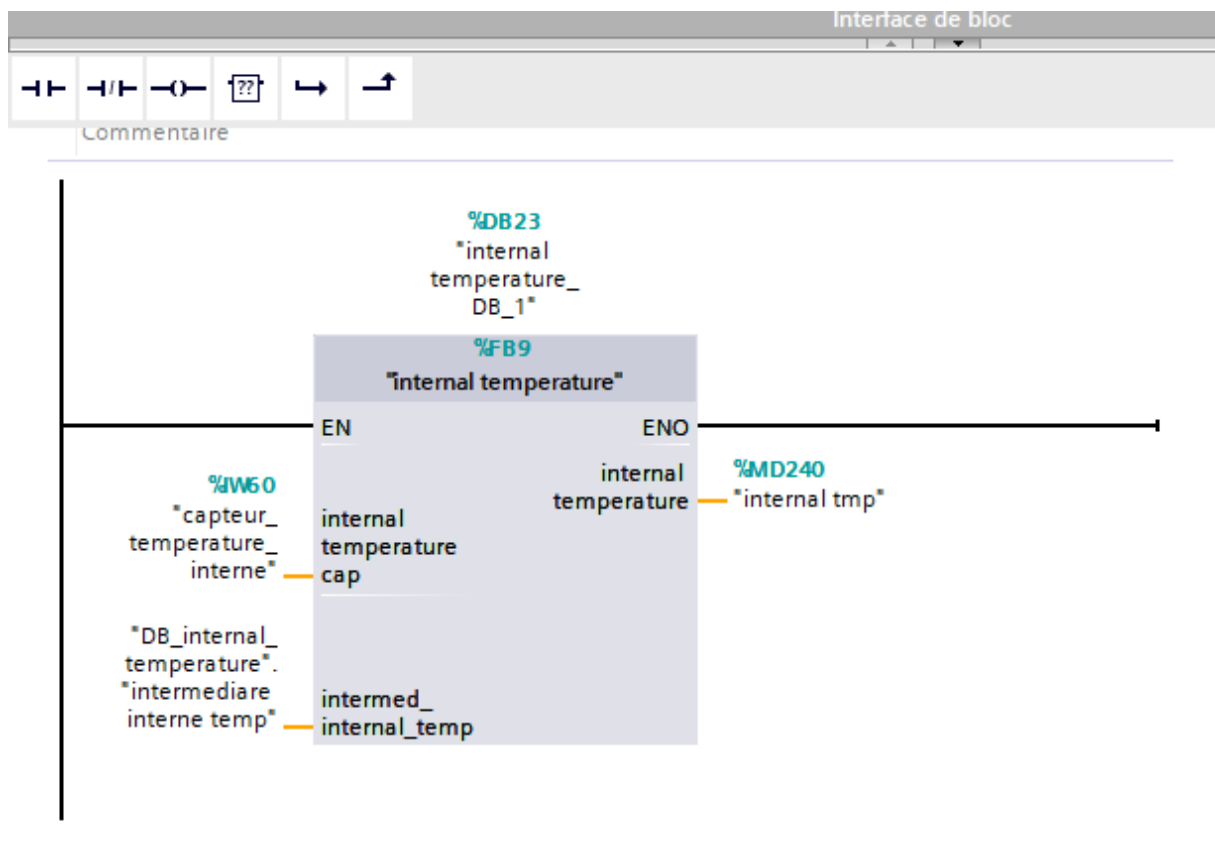 Interface de bloc
??
Commentaire
%DB23
"internal
temperature_
DB_1"
%FB9
"internal temperature"
EN
ENO
%IW60
"capteur_
temperature_
interne"
internal
temperature
cap
internal
temperature
%MD240
"internal tmp"
"DB_internal_
temperature".
"intermediare
interne temp"
intermed_
internal_temp